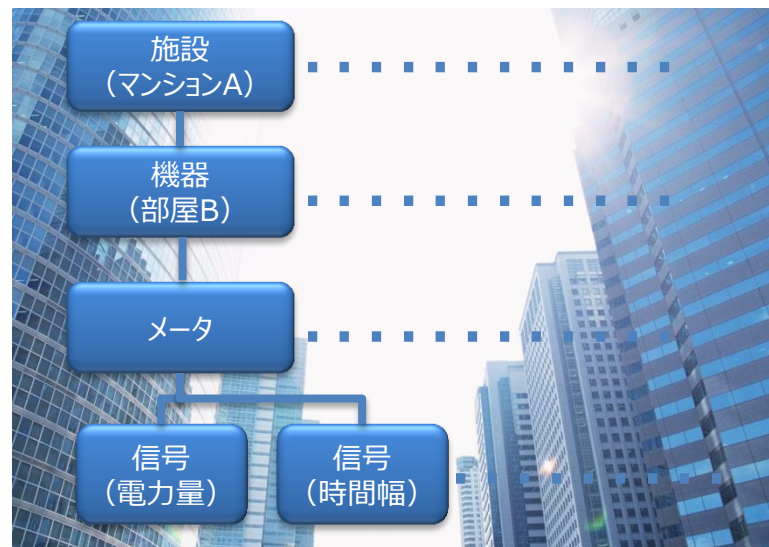 施設
（マンションA）
機器
（部屋B）
メータ
信号
（電力量）
信号
（時間幅）